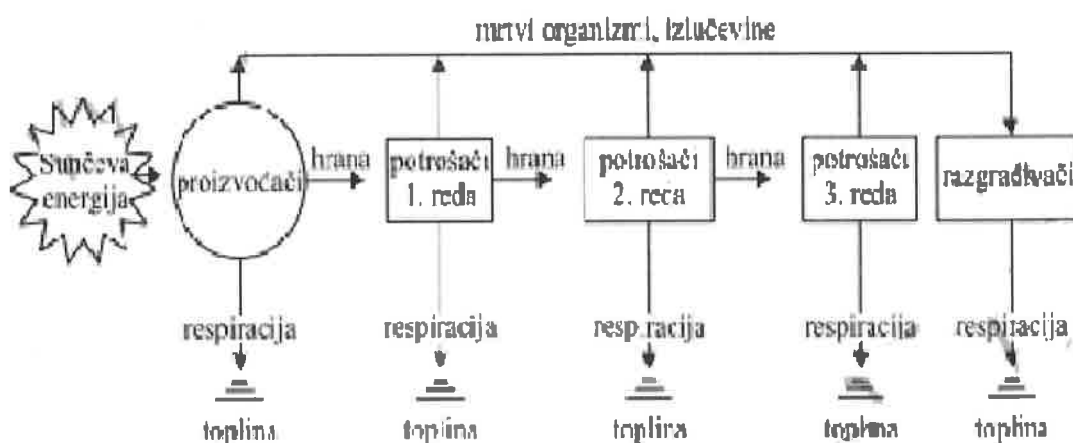 mrtvi organizmi, izlučevine
Sunčeva
energija
proizvođači
hrana
potrošači
1. reda
hrana
potrošači
2. reda
hrana
potrošači
3. reda
razgrađivači
respiracija
respiracija
respiracija
respiracija
respiracija
toplina
toplina
toplina
toplina
toplina